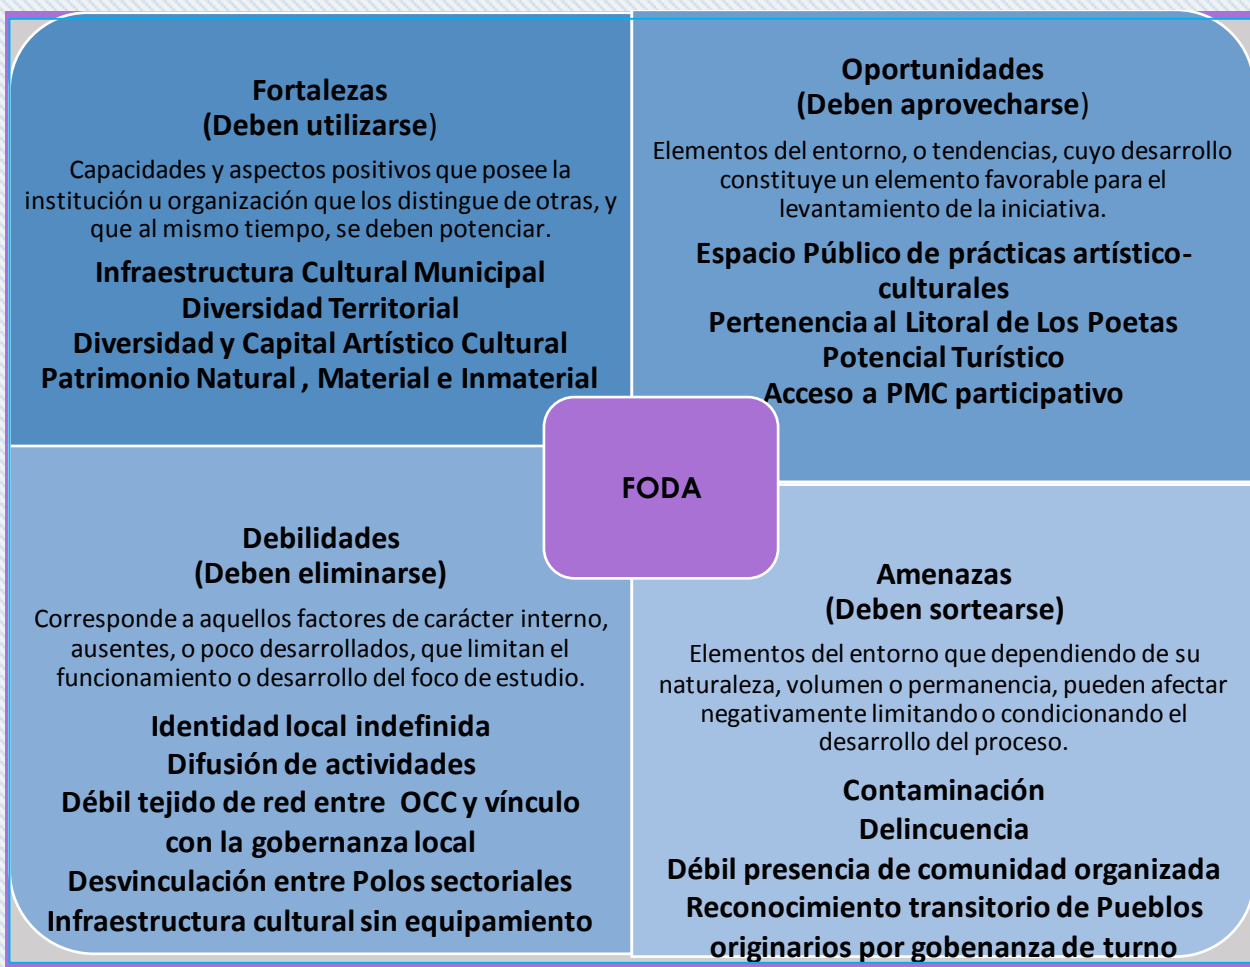 Fortalezas
(Deben utilizarse)
Capacidades y aspectos positivos que posee la
institución u organización que los distingue de otras, y
que al mismo tiempo, se deben potenciar.
Infraestructura Cultural Municipal
Diversidad Territorial
Diversidad y Capital Artístico Cultural
Patrimonio Natural , Material e Inmaterial
Oportunidades
(Deben aprovecharse)
Elementos del entorno, o tendencias, cuyo desarrollo
constituye un elemento favorable para el
levantamiento de la iniciativa.
Espacio Público de prácticas artístico-
culturales
Pertenencia al Litoral de Los Poetas
Potencial Turístico
Acceso a PMC participativo
FODA
Debilidades
(Deben eliminarse)
Corresponde a aquellos factores de carácter interno,
ausentes, o poco desarrollados, que limitan el
funcionamiento o desarrollo del foco de estudio.
Identidad local indefinida
Difusión de actividades
Débil tejido de red entre OCC y vínculo
con la gobernanza local
Desvinculación entre Polos sectoriales
Infraestructura cultural sin equipamiento
Amenazas
(Deben sortearse)
Elementos del entorno que dependiendo de su
naturaleza, volumen o permanencia, pueden afectar
negativamente limitando o condicionando el
desarrollo del proceso.
Contaminación
Delincuencia
Débil presencia de comunidad organizada
Reconocimiento transitorio de Pueblos
originarios por gobenanza de turno